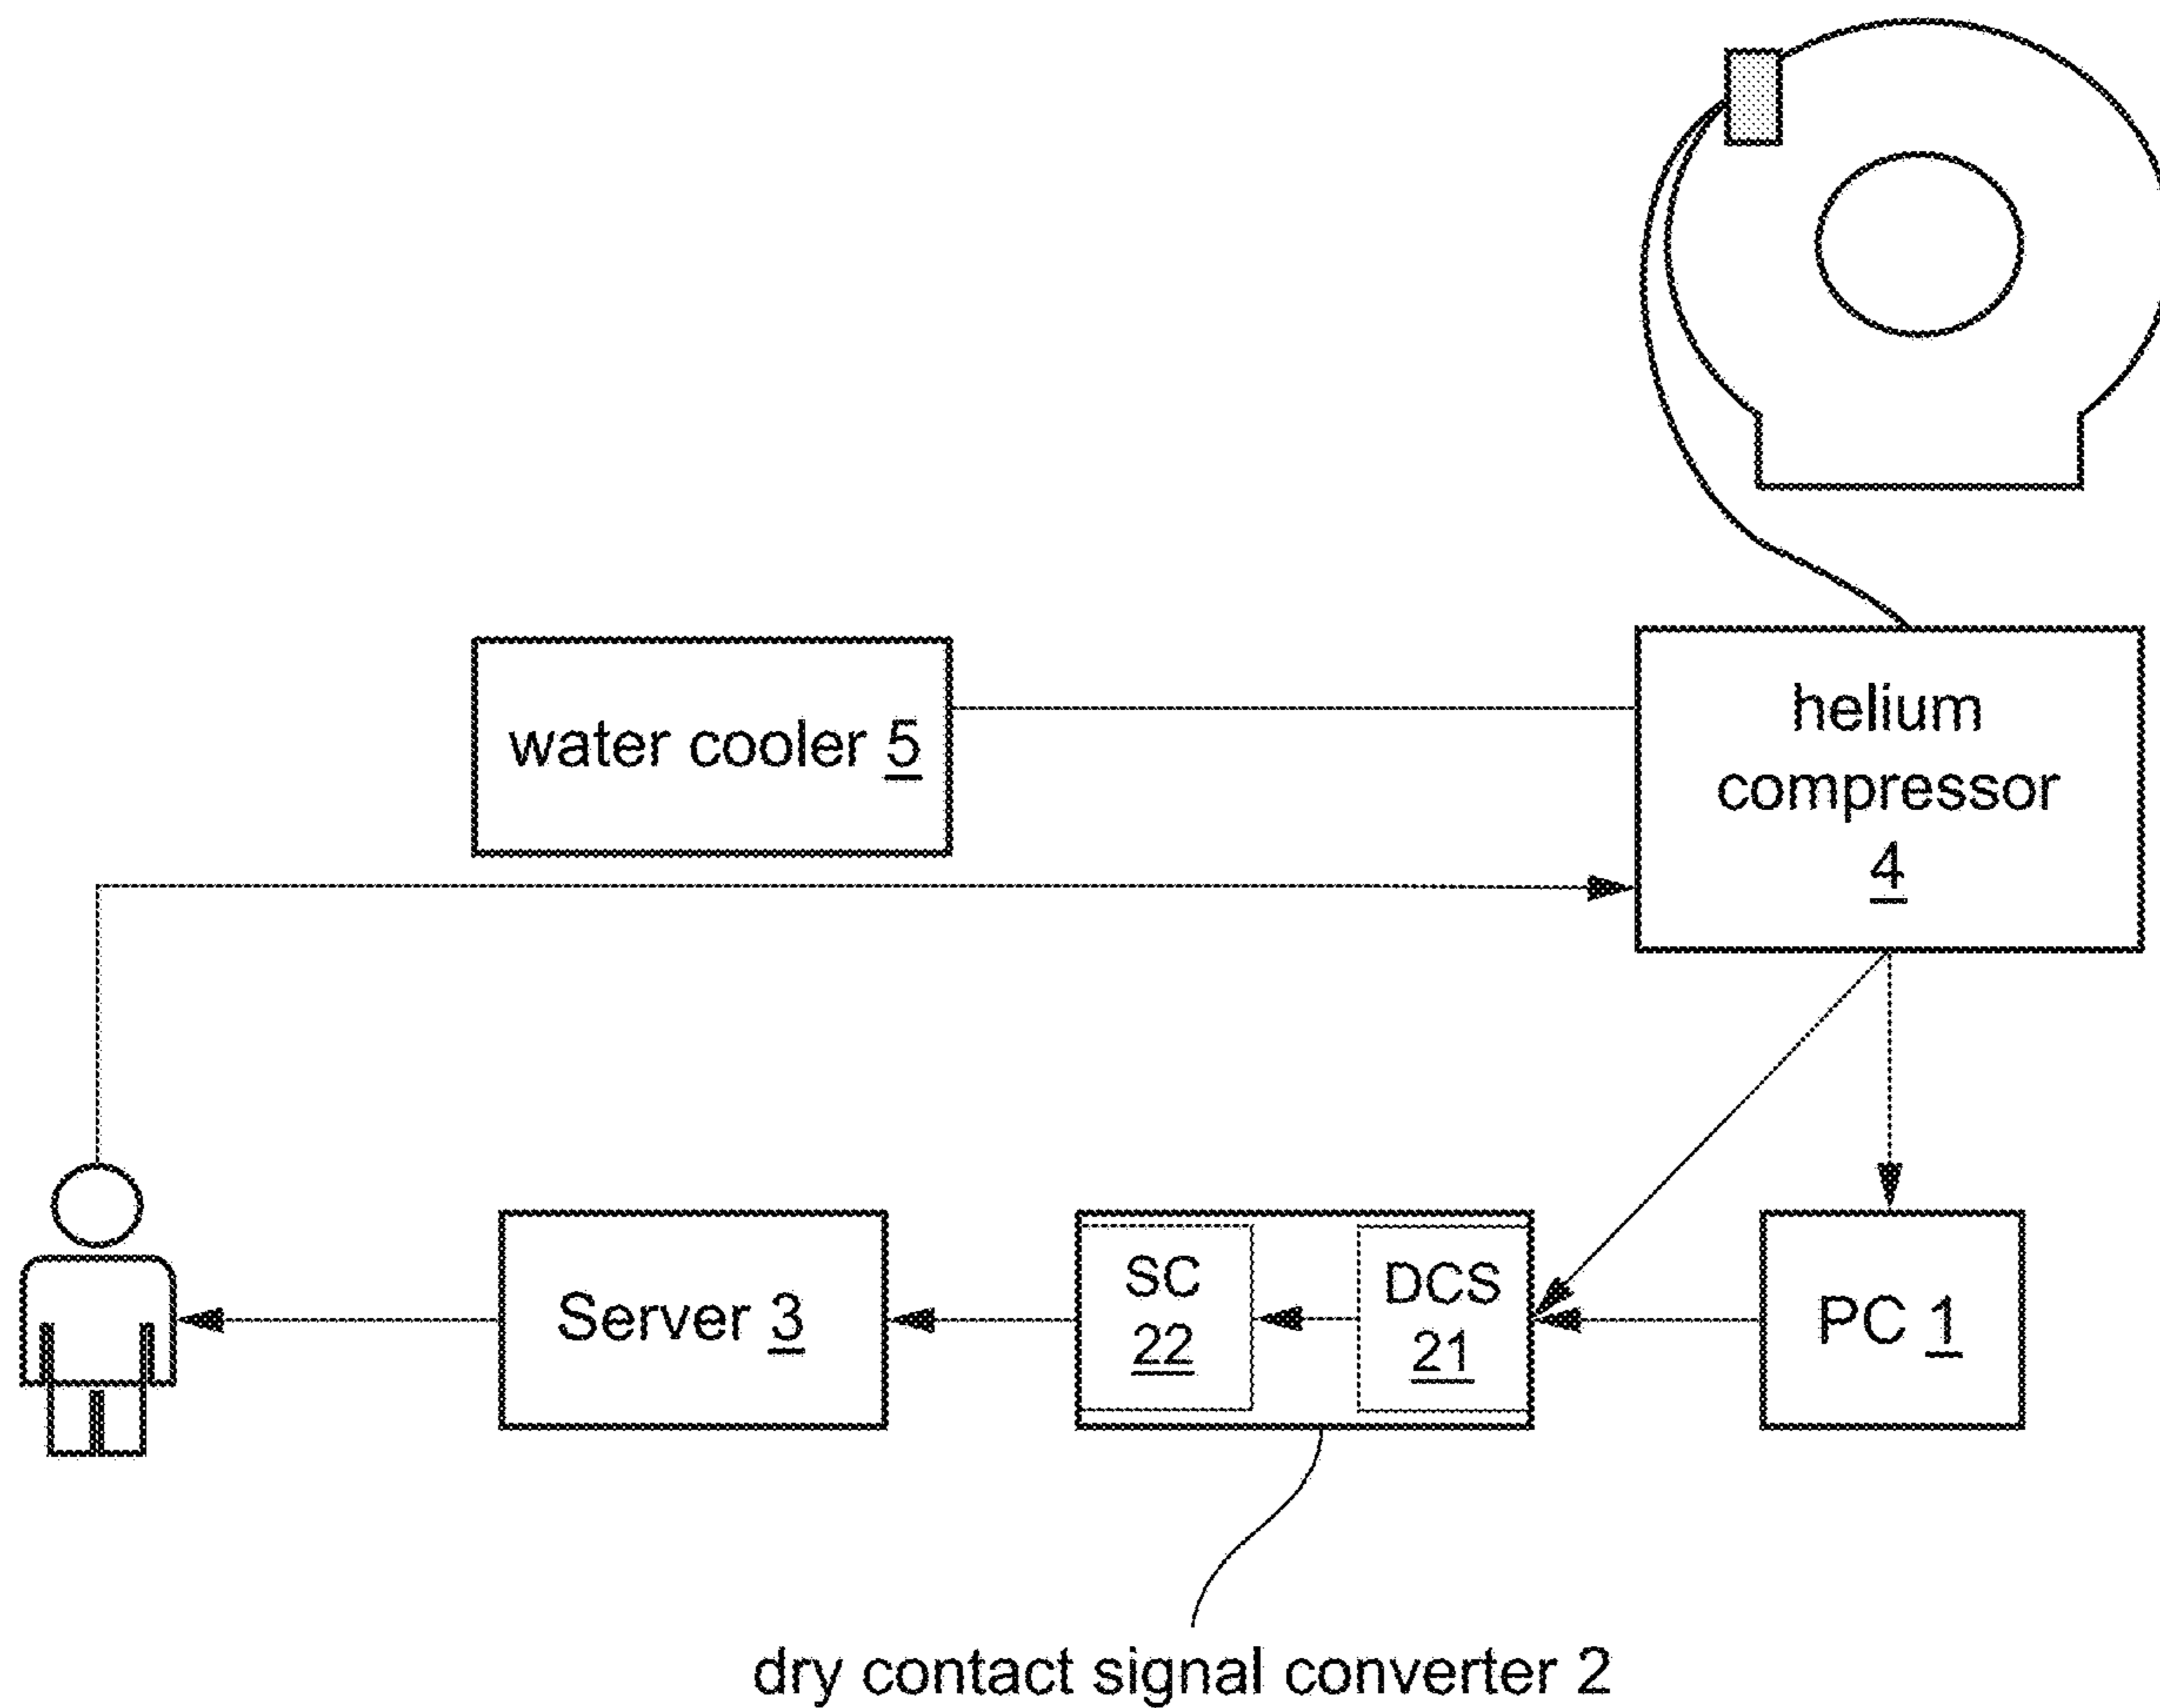 helium
compressor
4
water cooler 5
Server 3
SC
22
DCS
21
PC 1
dry contact signal converter 2